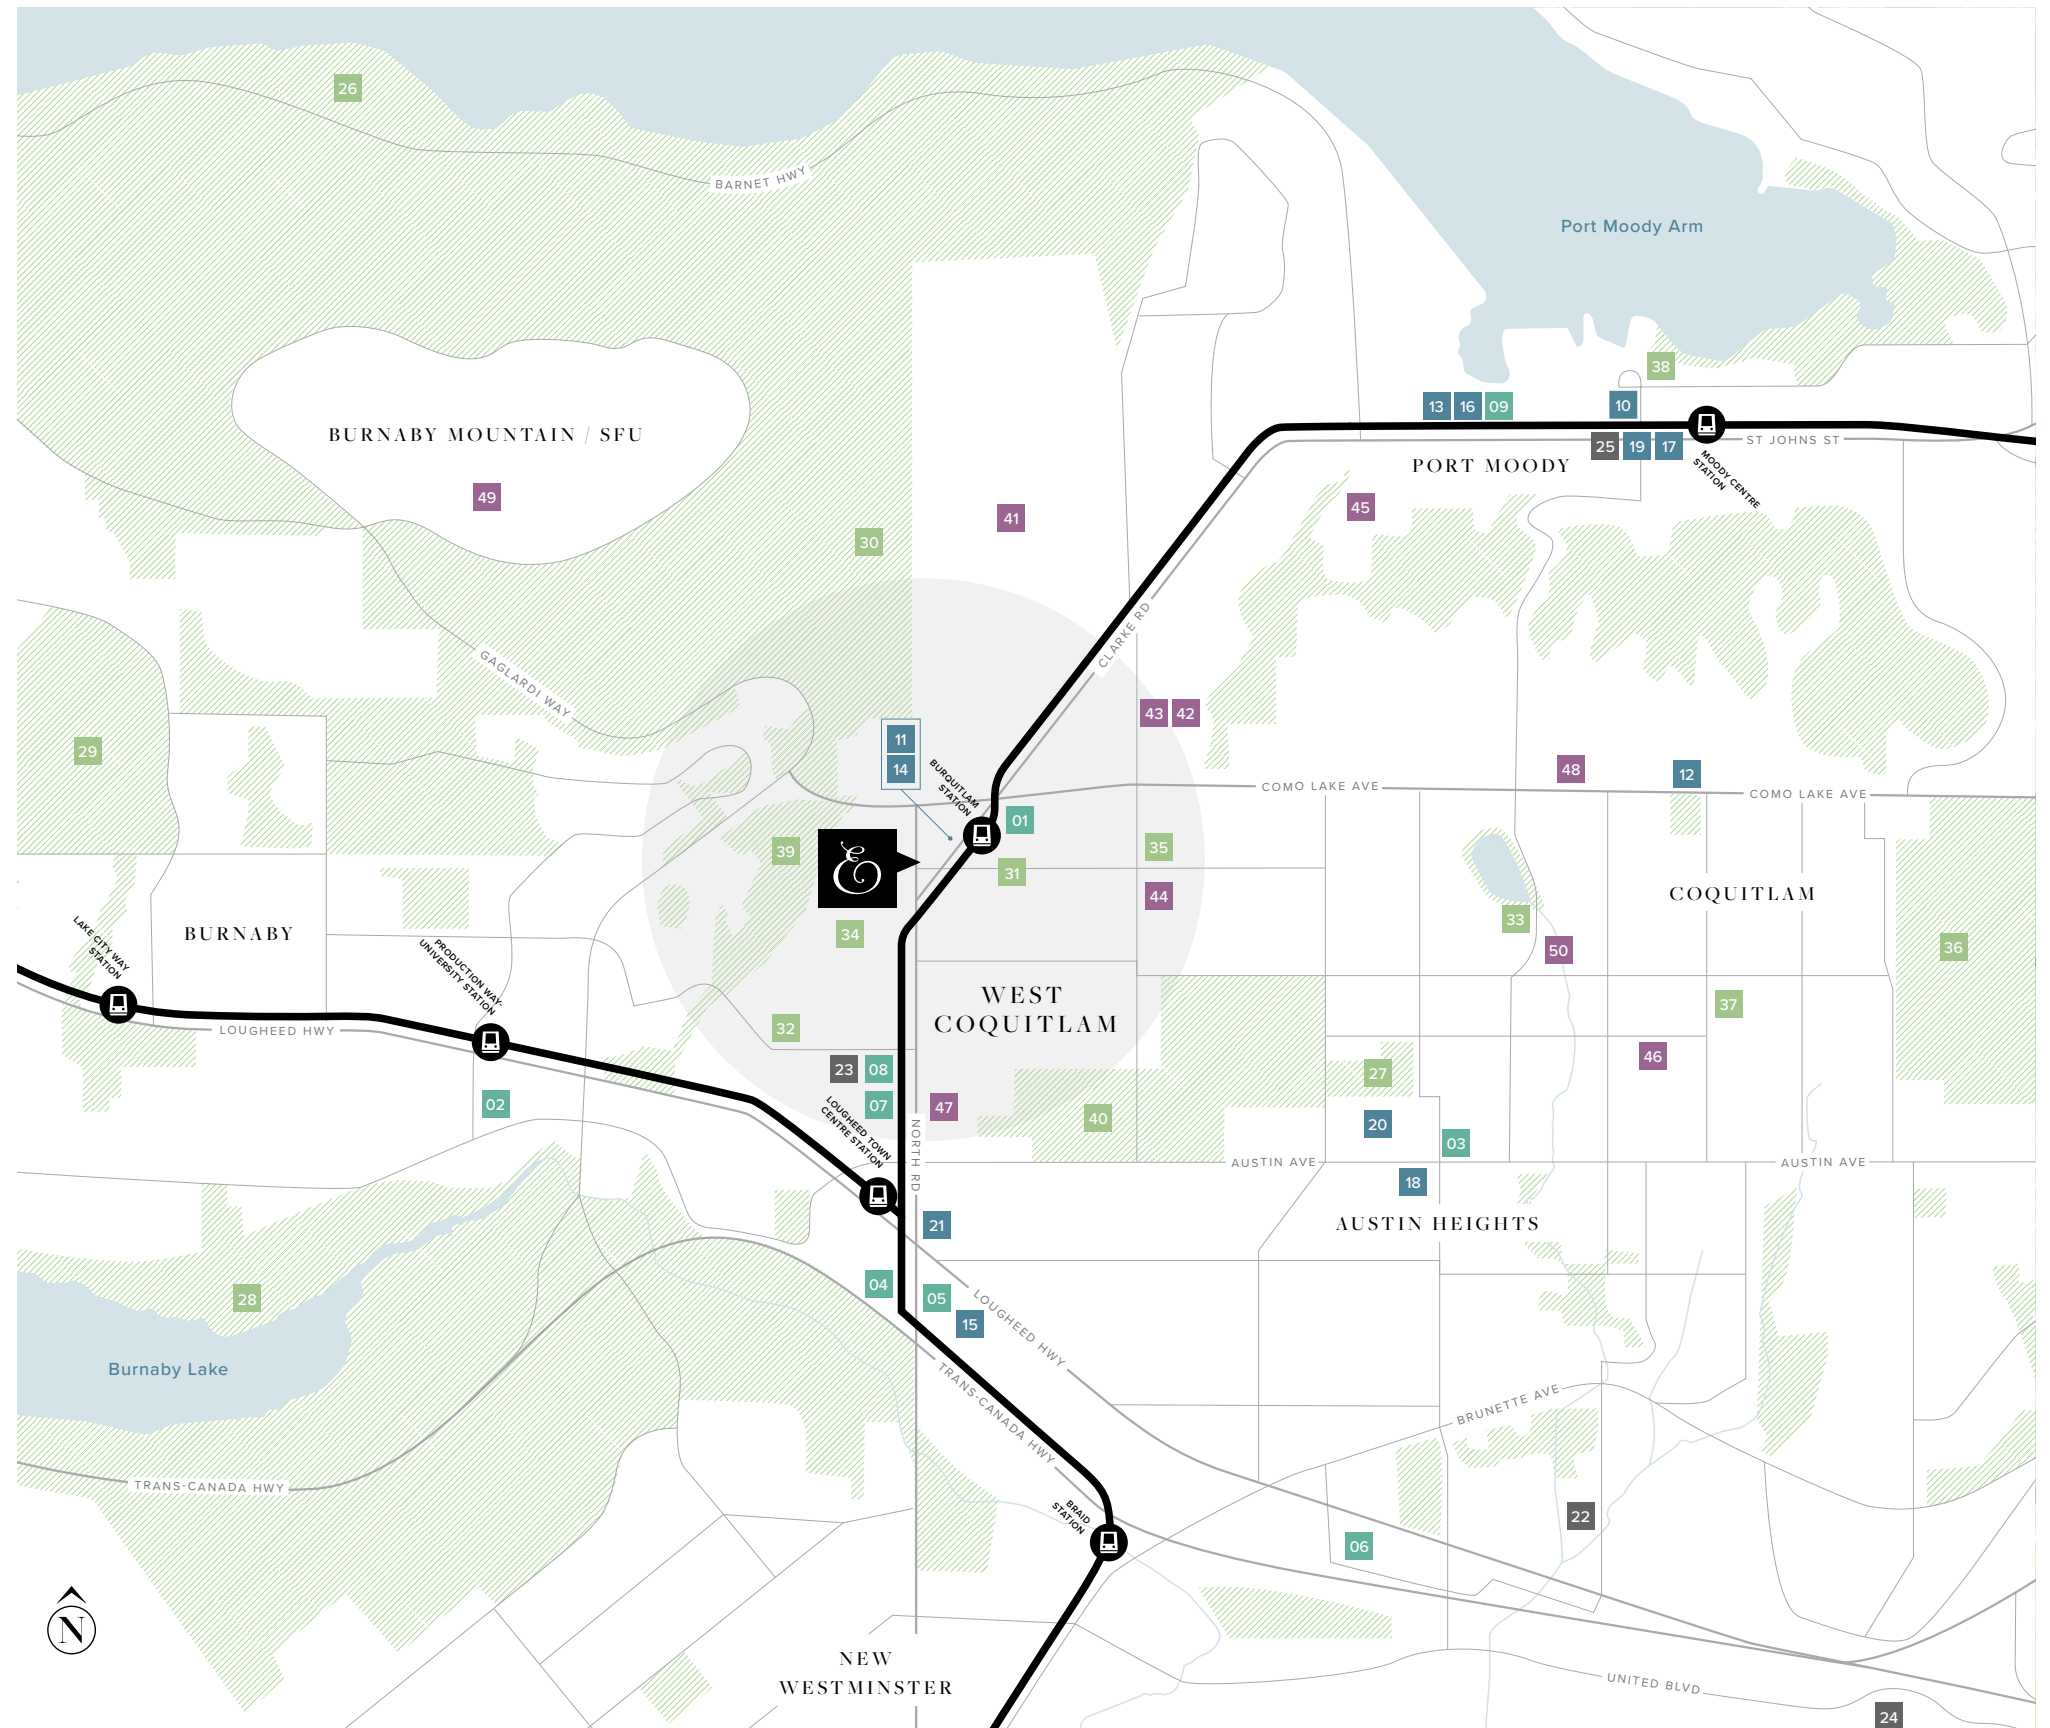 26
BARNET HWY
Port Moody Arm
38
13 16 09
10
BURNABY MOUNTAIN / SFU
25 19 17
ST JOHNS ST
PORT MOODY
MOODY CENTRE
STATION
49
41
45
30
CLARKE RD
GAGLARDI WAY
43 42
29
11
14
BURQUITLAM
STATION
48
12
COMO LAKE AVE
COMO LAKE AVE
01
39
E
35
31
44
COQUITLAM
33
34
50
36
BURNABY
LAKE CITY WAY
STATION
PRODUCTION WAY-
UNIVERSITY STATION
WEST
COQUITLAM
37
32
LOUGHEED HWY
46
23 08
27
02
07
47
40
LOUGHEED TOWN
CENTRE STATION
NORTH RD
20
03
AUSTIN AVE
AUSTIN AVE
18
21
AUSTIN HEIGHTS
28
04
05
15
LOUGHEED HWY
Burnaby Lake
TRANS-CANADA HWY
BRUNETTE AVE
TRANS-CANADA HWY
BRAID
STATION
22
06
N
NEW
WESTMINSTER
UNITED BLVD
24